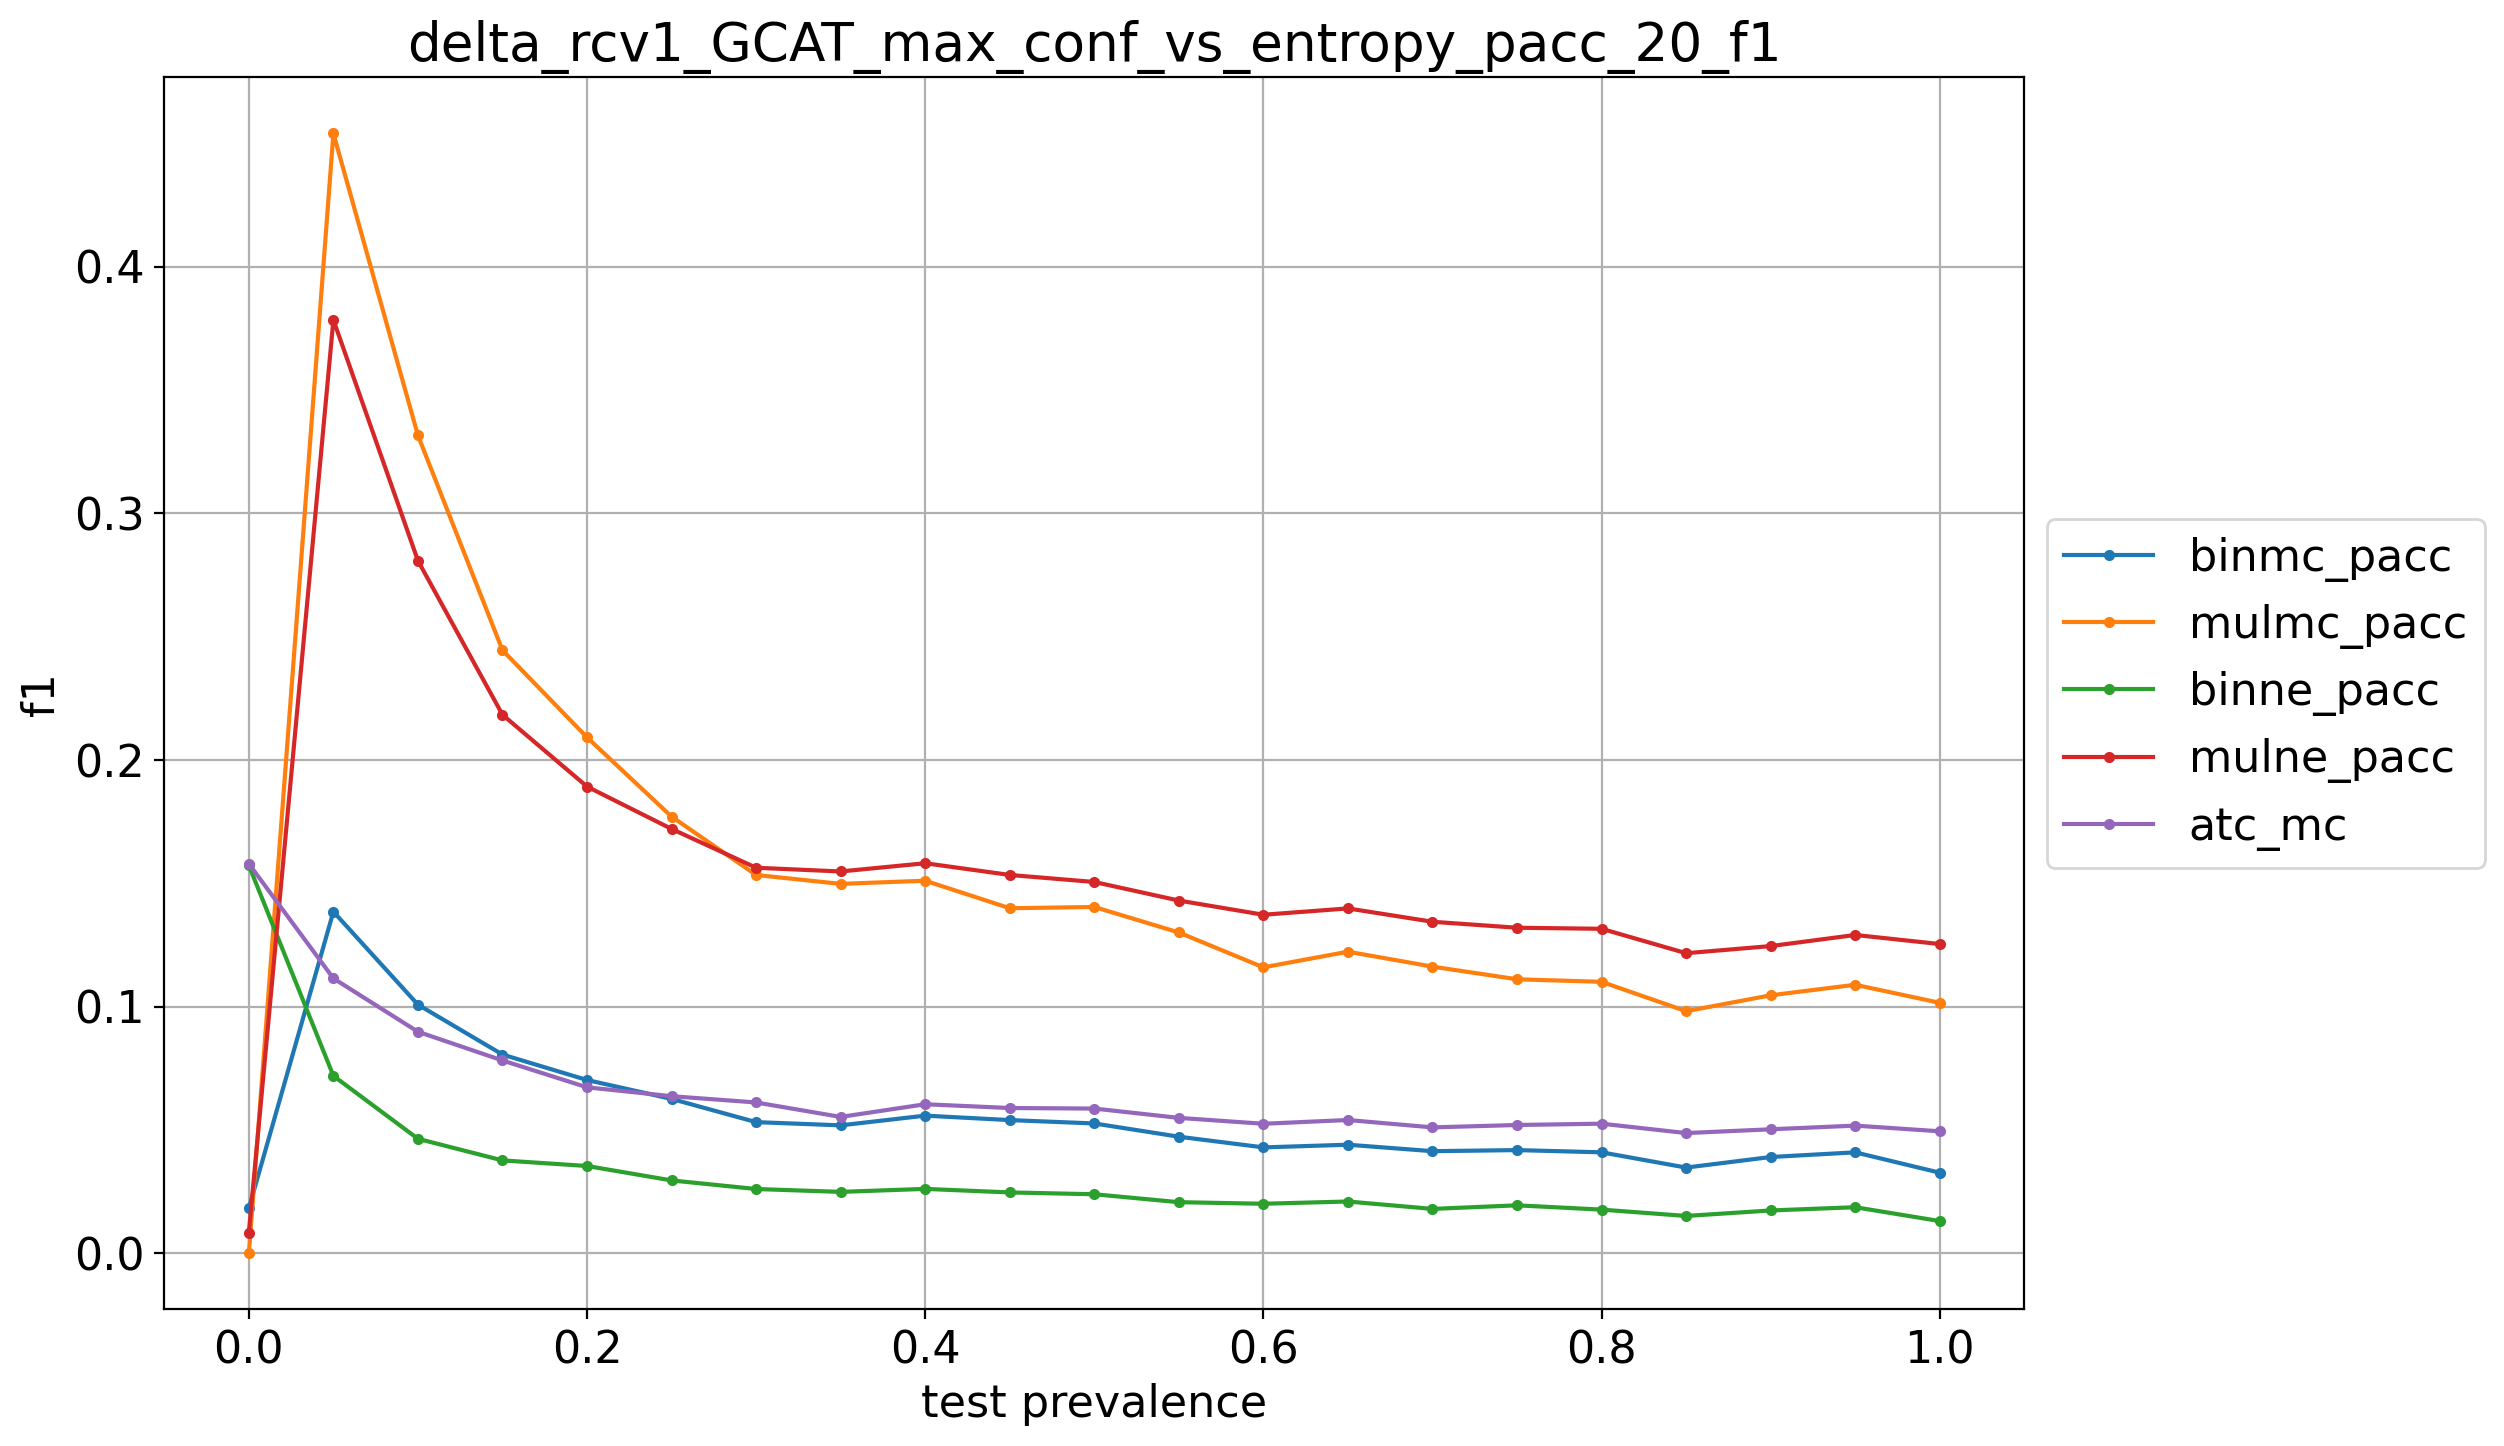 delta_rcv1_GCAT_max_conf_vs_entropy_pacc_20_f1
f1
0.4
0.3
0.2
0.1
0.0
0.0 0.2 0.4 0.6 0.8 1.0
test prevalence
binmc_pacc
mulmc_pacc
binne_pacc
mulne_pacc
atc_mc